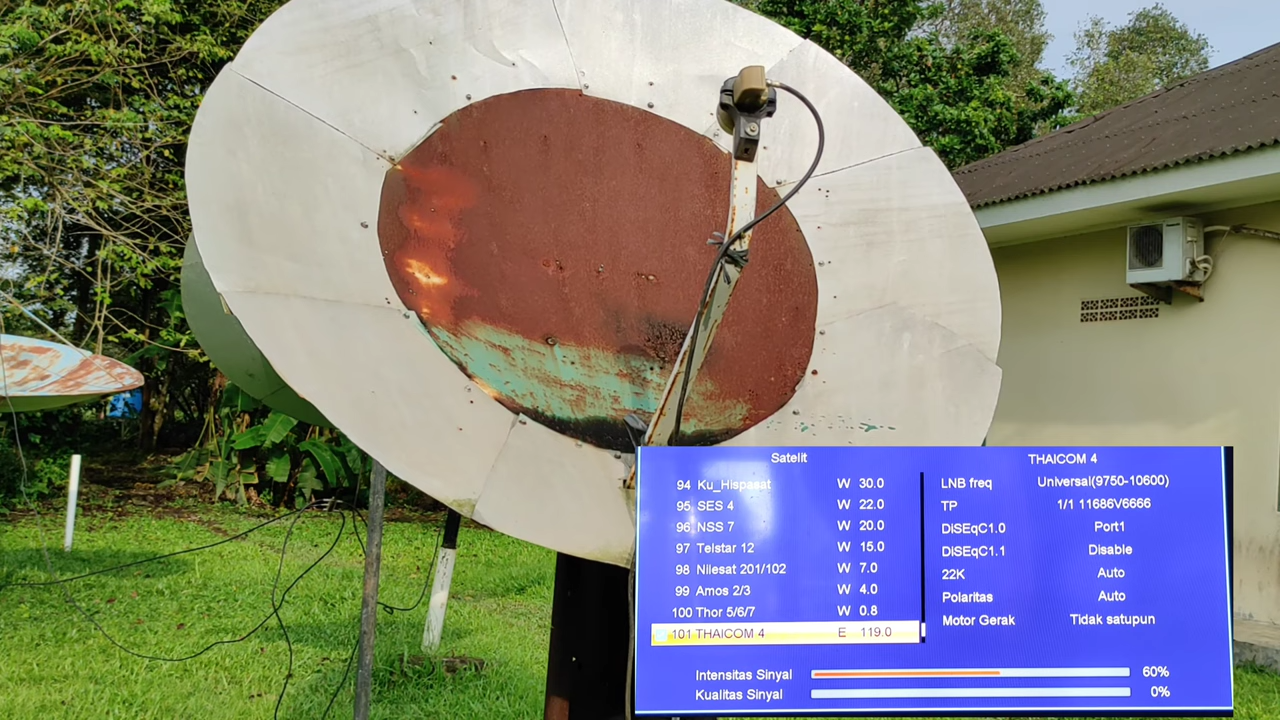 Satelit
94 Ku_Hispasat W 30.0
95 SES 4 W 22.0
96 NSS 7 W 20.0
97 Telstar 12 W 15.0
98 Nilesat 201/102 W 7.0
99 Amos 2/3 W 4.0
100 Thor 5/6/7 W 0.8
101 THAICOM 4 E 119.0
THAICOM 4
LNB freq Universal(9750-10600)
TP 1/1 11686V6666
DiSEqC1.0 Port1
DiSEqC1.1 Disable
22K Auto
Polaritas Auto
Motor Gerak Tidak satupun
Intensitas Sinyal 60%
Kualitas Sinyal 0%